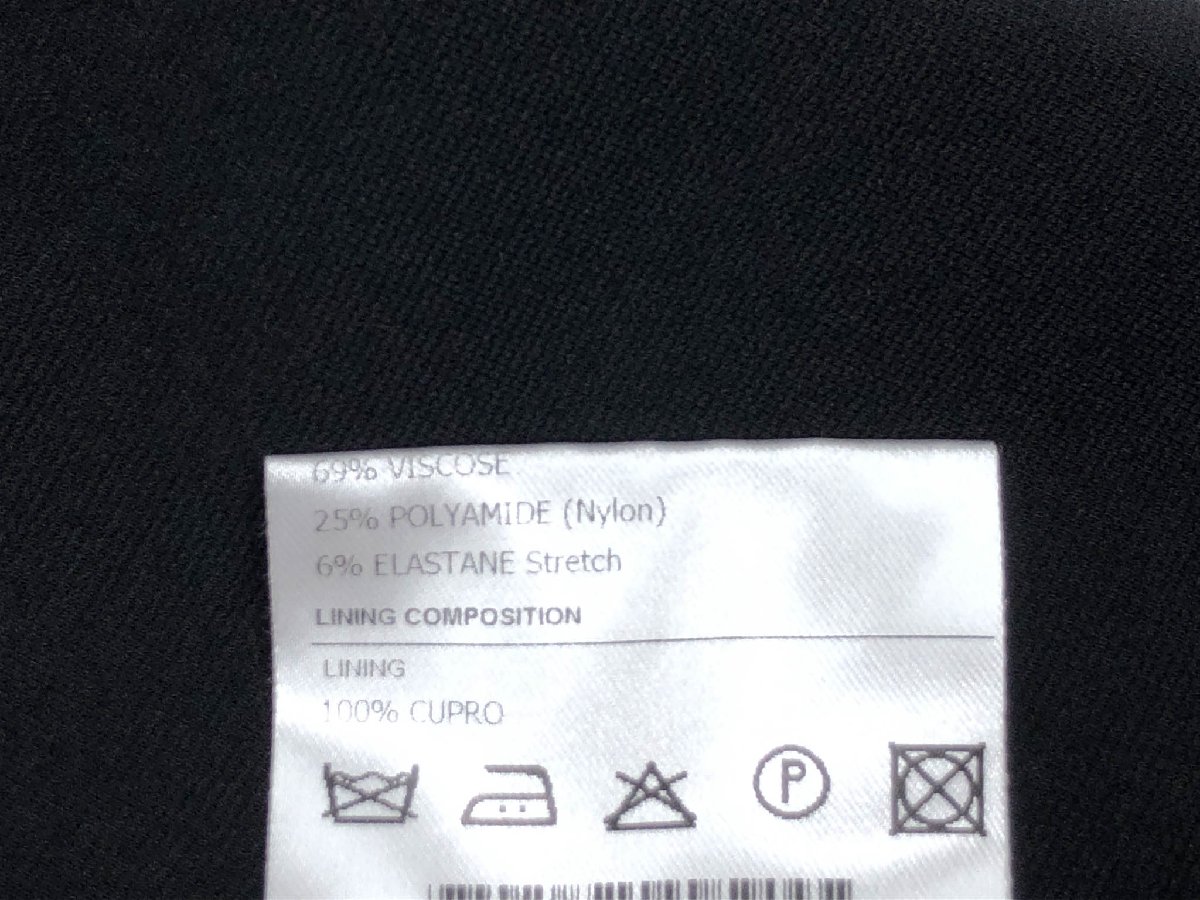 69% VISCOSE
25% POLYAMIDE (Nylon)
6% ELASTANE Stretch
LINING COMPOSITION
LINING
100% CUPRO
P